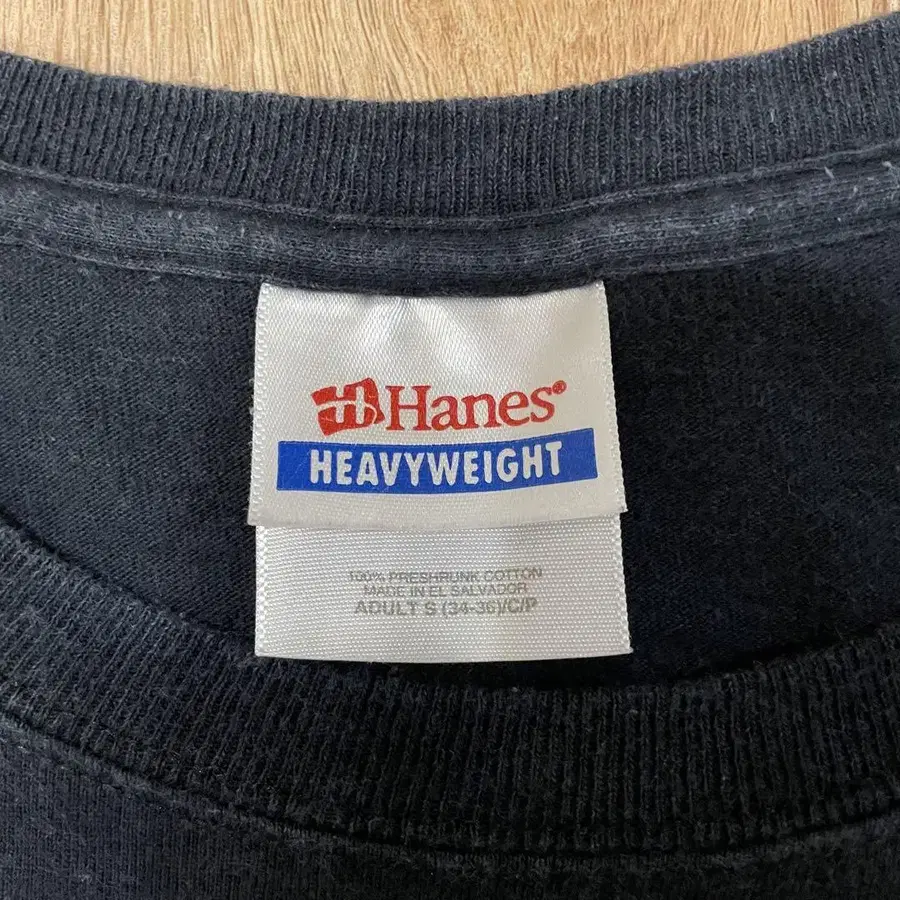 Hanes®
HEAVYWEIGHT
100% PRESHRUNK COTTON
MADE IN EL SALVADOR
ADULT S (34-36)/C/P